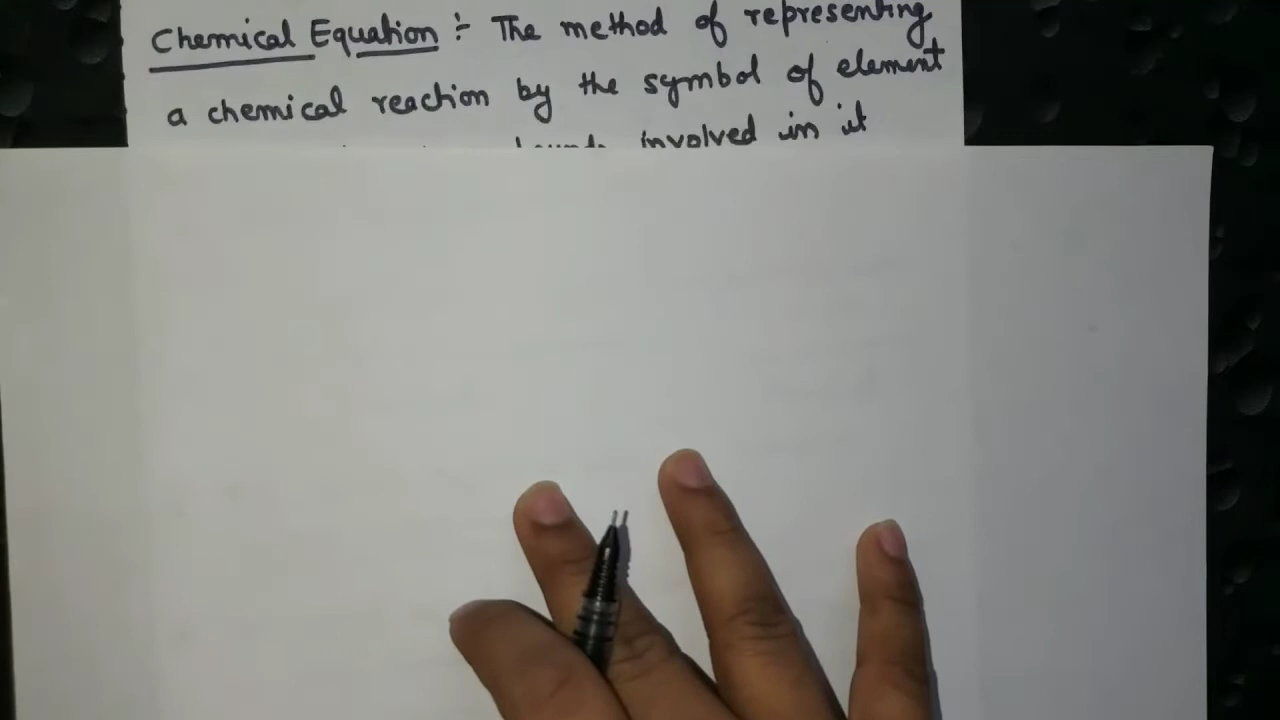 Chemical Equation :- The method of representing
a chemical reaction by the symbol of element
involved in it